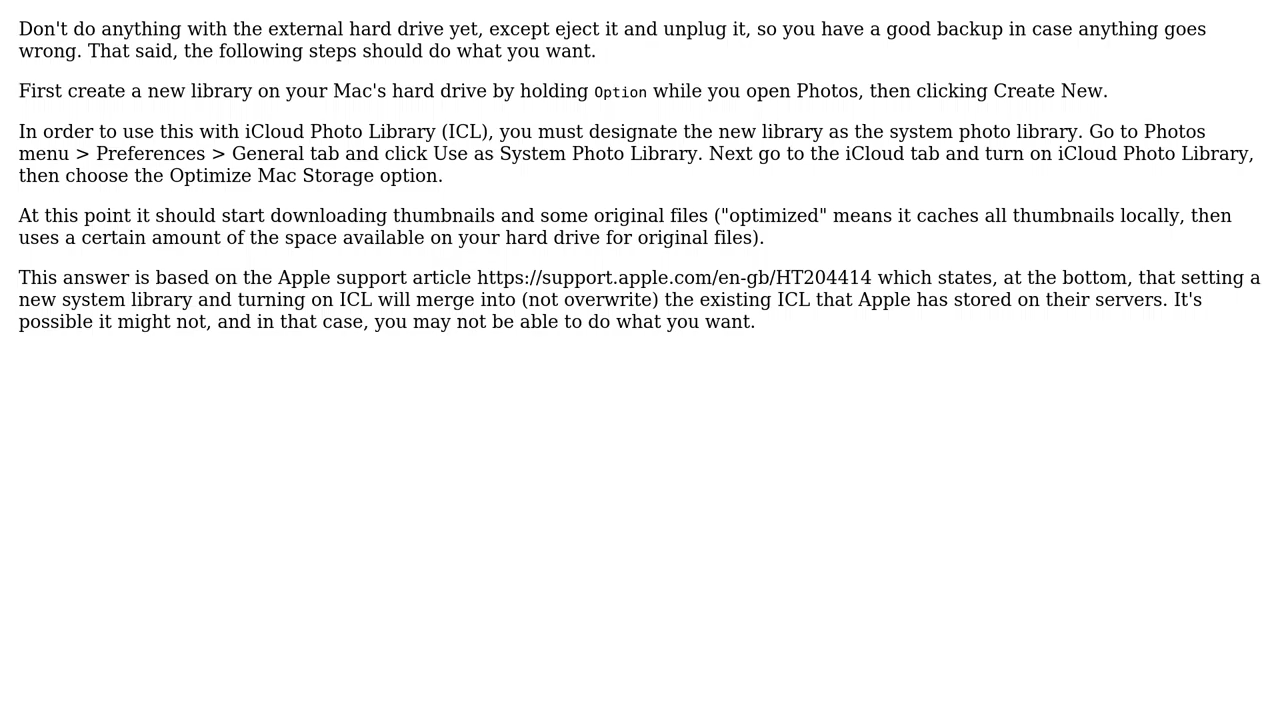 Don't do anything with the external hard drive yet, except eject it and unplug it, so you have a good backup in case anything goes
wrong. That said, the following steps should do what you want.
First create a new library on your Mac's hard drive by holding Option while you open Photos, then clicking Create New.
In order to use this with iCloud Photo Library (ICL), you must designate the new library as the system photo library. Go to Photos
menu > Preferences > General tab and click Use as System Photo Library. Next go to the iCloud tab and turn on iCloud Photo Library,
then choose the Optimize Mac Storage option.
At this point it should start downloading thumbnails and some original files ("optimized" means it caches all thumbnails locally, then
uses a certain amount of the space available on your hard drive for original files).
This answer is based on the Apple support article https://support.apple.com/en-gb/HT204414 which states, at the bottom, that setting a
new system library and turning on ICL will merge into (not overwrite) the existing ICL that Apple has stored on their servers. It's
possible it might not, and in that case, you may not be able to do what you want.